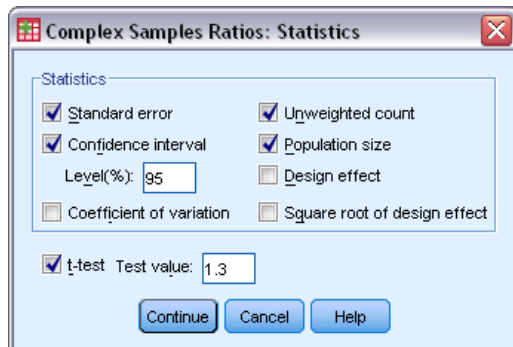 Complex Samples Ratios: Statistics
Statistics
Standard error
Unweighted count
Confidence interval
Population size
Level(%): 95
Design effect
Coefficient of variation
Square root of design effect
t-test Test value: 1.3
Continue Cancel Help